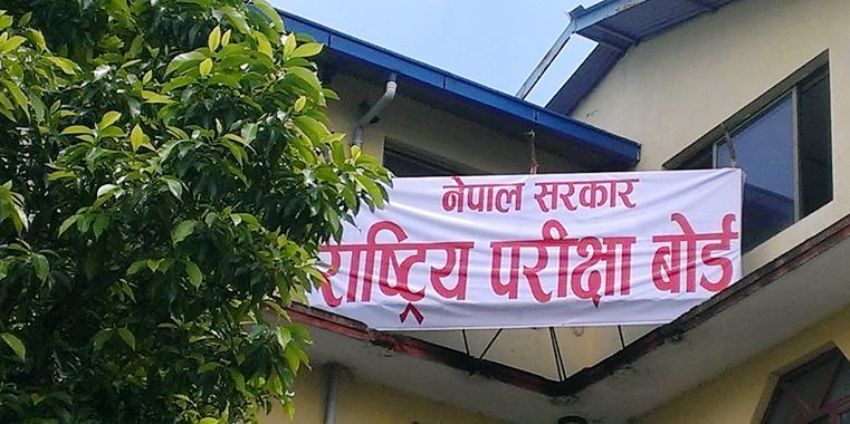 नेपाल सरकार
राष्ट्रिय परीक्षा बोर्ड